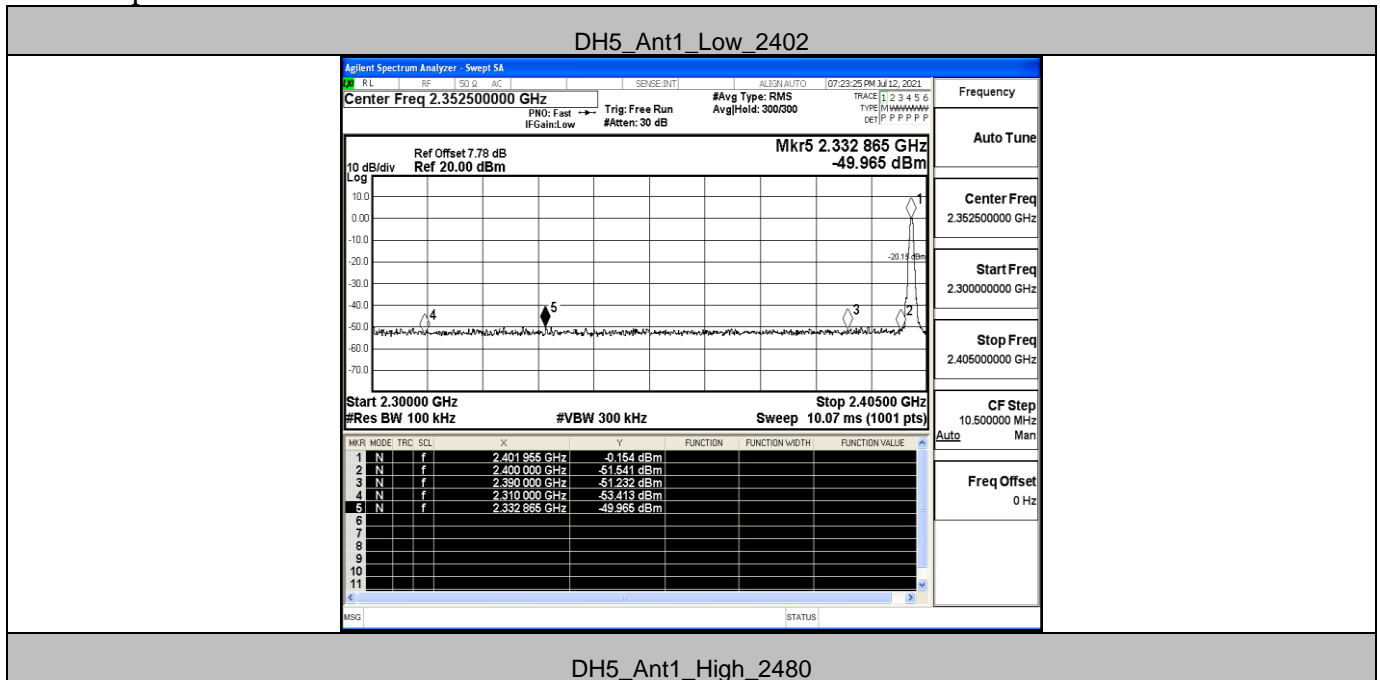 DH5_Ant1_Low_2402
Agilent Spectrum Analyzer - Swept SA
RL RF 50 Ω AC SENSE:INT ALIGN AUTO 07:23:25 PM Jul 12, 2021
Center Freq 2.352500000 GHz
PNO: Fast
IFGain:Low
Trig: Free Run
#Atten: 30 dB
#Avg Type: RMS
Avg|Hold: 300/300
TRACE 1 2 3 4 5 6
TYPE M
DET P P P P P P
Frequency
Mkr5 2.332 865 GHz
-49.965 dBm
Ref Offset 7.78 dB
10 dB/div Ref 20.00 dBm
Log
10.0
0.00
-10.0
-20.0
-30.0
-40.0
-50.0
-60.0
-70.0
1
2
3
4
5
Start 2.30000 GHz Stop 2.40500 GHz
#Res BW 100 kHz #VBW 300 kHz Sweep 10.07 ms (1001 pts)
MKR MODE TRC SCL X Y FUNCTION FUNCTION WIDTH FUNCTION VALUE
1 N f 2.401 955 GHz -0.154 dBm
2 N f 2.400 000 GHz -51.541 dBm
3 N f 2.390 000 GHz -51.232 dBm
4 N f 2.310 000 GHz -53.413 dBm
5 N f 2.332 865 GHz -49.965 dBm
6
7
8
9
10
11
MSG STATUS
Auto Tune
Center Freq
2.352500000 GHz
Start Freq
2.300000000 GHz
Stop Freq
2.405000000 GHz
CF Step
10.500000 MHz
Auto Man
Freq Offset
0 Hz
DH5_Ant1_High_2480